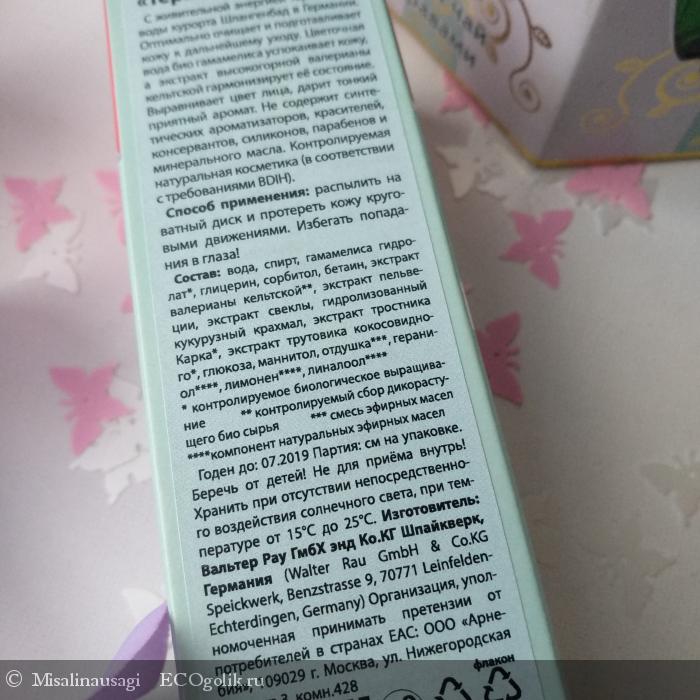 С живительной энергией
воды курорта Шлангенбад в Германии.
Оптимально очищает и подготавливает
кожу к дальнейшему уходу. Цветочная
вода био гамамелиса успокаивает кожу,
а экстракт высокогорной валерианы
кельтской гармонизирует её состояние.
Выравнивает цвет лица, дарит тонкий
приятный аромат. Не содержит синте-
тических ароматизаторов, красителей,
консервантов, силиконов, парабенов и
минерального масла. Контролируемая
натуральная косметика (в соответствии
с требованиями BDIH).
Способ применения: распылить на
ватный диск и протереть кожу круго-
выми движениями. Избегать попада-
ния в глаза!
Состав: вода, спирт, гамамелиса гидро-
лат*, глицерин, сорбитол, бетаин, экстракт
валерианы кельтской**, экстракт пельве-
ции, экстракт свеклы, гидролизованный
кукурузный крахмал, экстракт тростника
Карка*, экстракт трутовика кокосовидно-
го*, глюкоза, маннитол, отдушка***, герани-
ол****, лимонен****, линалоол****
* контролируемое биологическое выращива-
ние ** контролируемый сбор дикорасту-
щего био сырья *** смесь эфирных масел
****компонент натуральных эфирных масел
Годен до: 07.2019 Партия: см на упаковке.
Беречь от детей! Не для приёма внутрь!
Хранить при отсутствии непосредственно-
го воздействия солнечного света, при тем-
пературе от 15°C до 25°C. Изготовитель:
Вальтер Рау ГмбХ энд Ко.КГ Шпайкверк,
Германия (Walter Rau GmbH & Co.KG
Speickwerk, Benzstrasse 9, 70771 Leinfelden-
Echterdingen, Germany) Организация, упол-
номоченная принимать претензии от
потребителей в странах ЕАС: ООО «Арне-
бия», 109029 г. Москва, ул. Нижегородская
комн.428
флакон
чай
травами
© Misalinausagi ECOgolik.ru